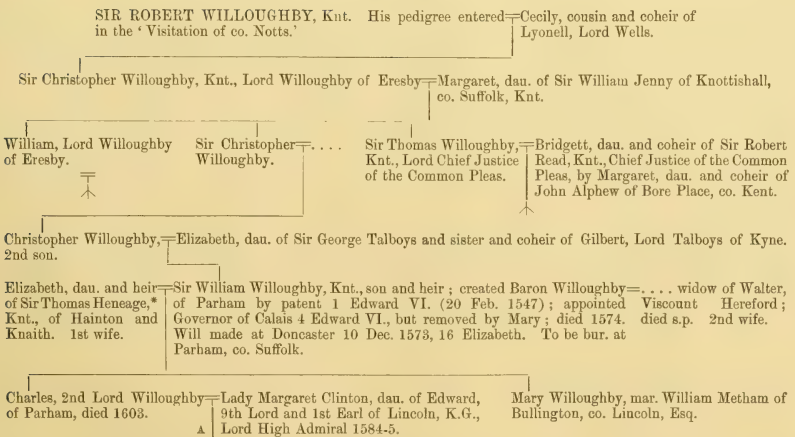 SIR ROBERT WILLOUGHBY, Knt. His pedigree entered
in the ‘ Visitation of co. Notts.’
Cecily, cousin and coheir of
Lyonell, Lord Wells.
Sir Christopher Willoughby, Knt., Lord Willoughby of Eresby
Margaret, dau. of Sir William Jenny of Knottishall,
co. Suffolk, Knt.
William, Lord Willoughby
of Eresby.
Sir Christopher
Willoughby.
. . . .
Sir Thomas Willoughby,
Knt., Lord Chief Justice
of the Common Pleas.
Bridgett, dau. and coheir of Sir Robert
Read, Knt., Chief Justice of the Common
Pleas, by Margaret, dau. and coheir of
John Alphew of Bore Place, co. Kent.
Christopher Willoughby,
2nd son.
Elizabeth, dau. of Sir George Talboys and sister and coheir of Gilbert, Lord Talboys of Kyne.
Elizabeth, dau. and heir
of Sir Thomas Heneage,*
Knt., of Hainton and
Knaith. 1st wife.
Sir William Willoughby, Knt., son and heir ; created Baron Willoughby
of Parham by patent 1 Edward VI. (20 Feb. 1547) ; appointed
Governor of Calais 4 Edward VI., but removed by Mary ; died 1574.
Will made at Doncaster 10 Dec. 1573, 16 Elizabeth. To be bur. at
Parham, co. Suffolk.
. . . . widow of Walter,
Viscount Hereford ;
died s.p. 2nd wife.
Charles, 2nd Lord Willoughby
of Parham, died 1603.
Lady Margaret Clinton, dau. of Edward,
9th Lord and 1st Earl of Lincoln, K.G.,
Lord High Admiral 1584-5.
Mary Willoughby, mar. William Metham of
Bullington, co. Lincoln, Esq.
A